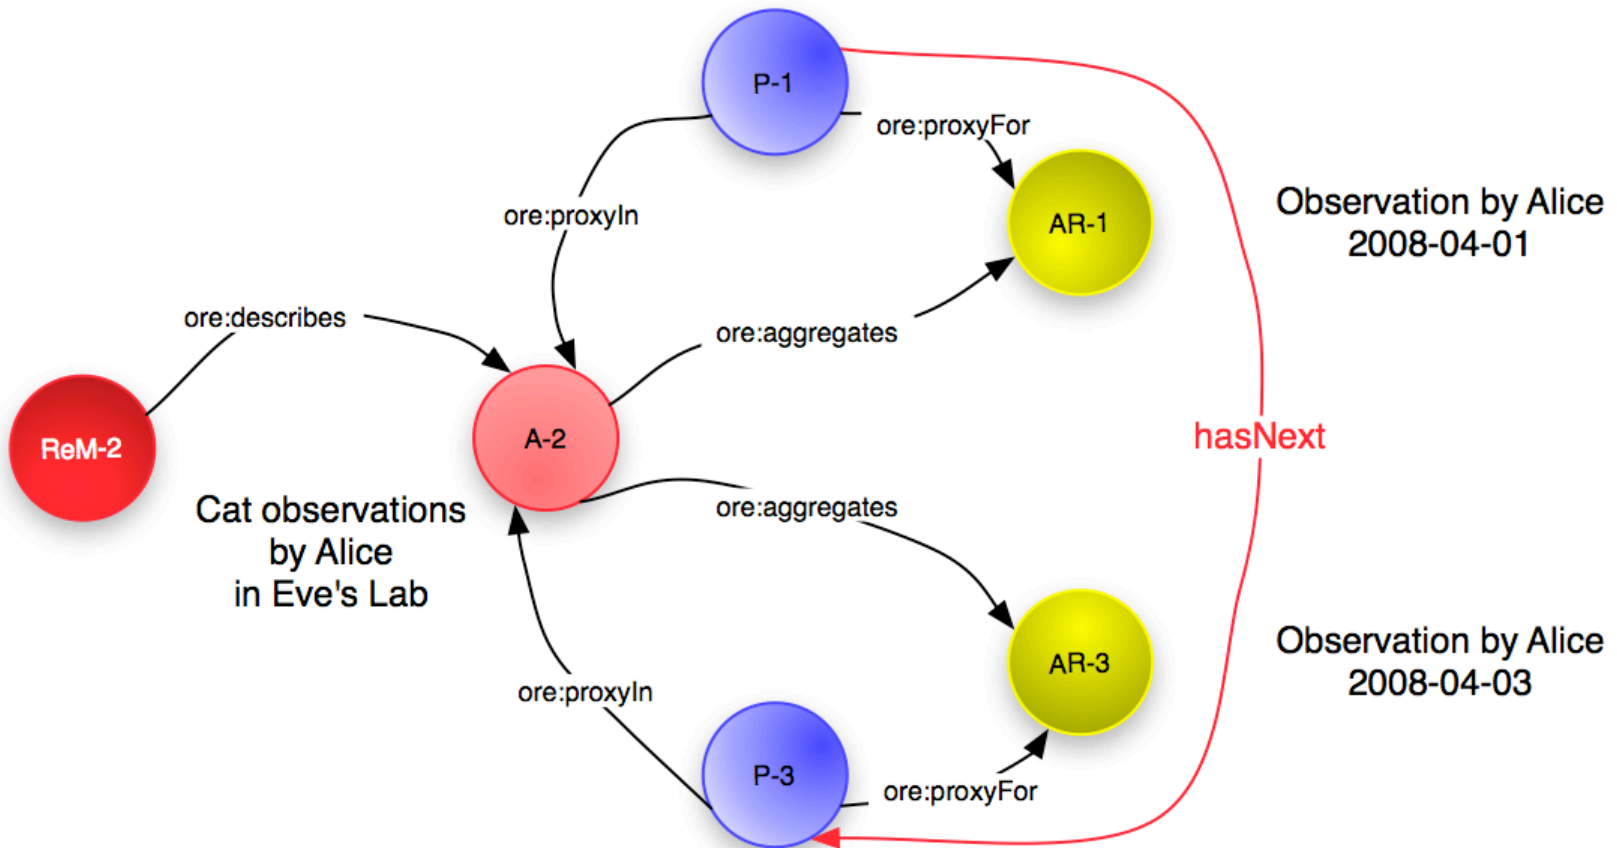 P-1
ore:proxyFor
ore:proxyIn
AR-1
Observation by Alice
2008-04-01
ore:describes
ore:aggregates
ReM-2
A-2
hasNext
Cat observations
by Alice
in Eve's Lab
ore:aggregates
AR-3
Observation by Alice
2008-04-03
ore:proxyIn
P-3
ore:proxyFor